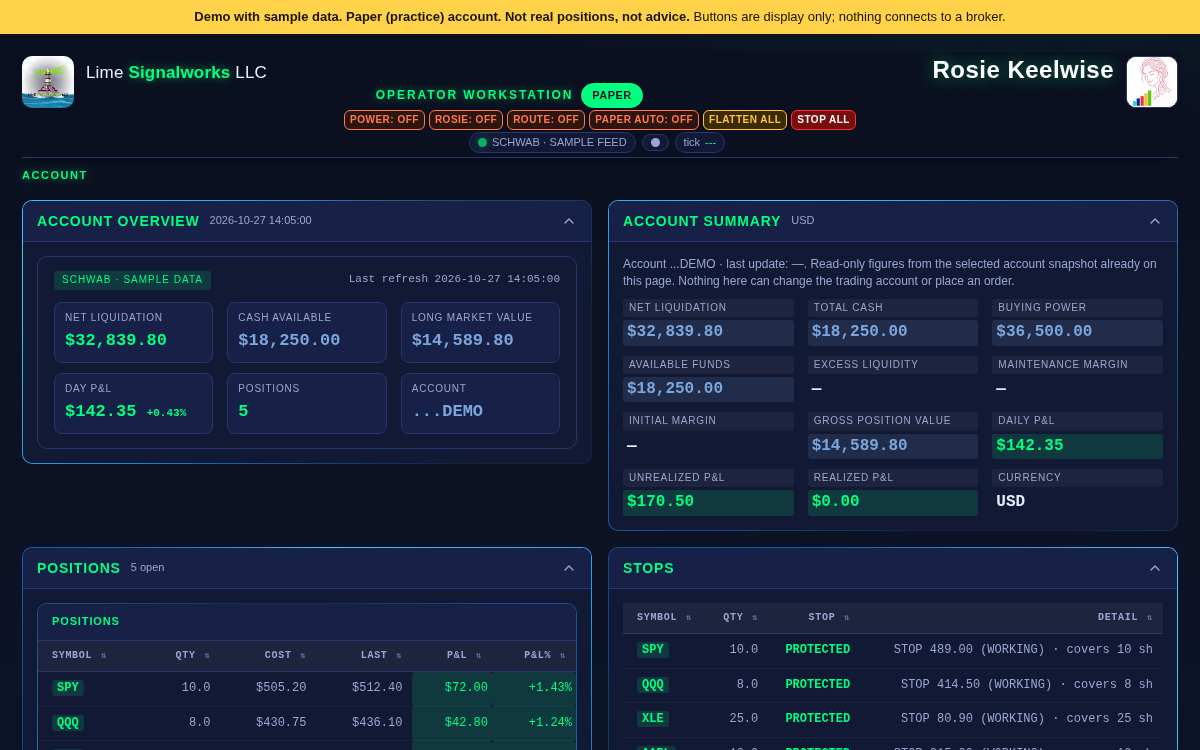 Demo with sample data. Paper (practice) account. Not real positions, not advice. Buttons are display only; nothing connects to a broker.
Lime Signalworks LLC
Rosie Keelwise
OPERATOR WORKSTATION PAPER
POWER: OFF ROSIE: OFF ROUTE: OFF PAPER AUTO: OFF FLATTEN ALL STOP ALL
SCHWAB · SAMPLE FEED tick ---
ACCOUNT
ACCOUNT OVERVIEW 2026-10-27 14:05:00
SCHWAB · SAMPLE DATA Last refresh 2026-10-27 14:05:00
NET LIQUIDATION CASH AVAILABLE LONG MARKET VALUE
$32,839.80 $18,250.00 $14,589.80
DAY P&L POSITIONS ACCOUNT
$142.35 +0.43% 5 ...DEMO
ACCOUNT SUMMARY USD
Account ...DEMO · last update: —. Read-only figures from the selected account snapshot already on
this page. Nothing here can change the trading account or place an order.
NET LIQUIDATION TOTAL CASH BUYING POWER
$32,839.80 $18,250.00 $36,500.00
AVAILABLE FUNDS EXCESS LIQUIDITY MAINTENANCE MARGIN
$18,250.00 — —
INITIAL MARGIN GROSS POSITION VALUE DAILY P&L
— $14,589.80 $142.35
UNREALIZED P&L REALIZED P&L CURRENCY
$170.50 $0.00 USD
POSITIONS 5 open
POSITIONS
SYMBOL QTY COST LAST P&L P&L%
SPY 10.0 $505.20 $512.40 $72.00 +1.43%
QQQ 8.0 $430.75 $436.10 $42.80 +1.24%
STOPS
SYMBOL QTY STOP DETAIL
SPY 10.0 PROTECTED STOP 489.00 (WORKING) · covers 10 sh
QQQ 8.0 PROTECTED STOP 414.50 (WORKING) · covers 8 sh
XLE 25.0 PROTECTED STOP 80.90 (WORKING) · covers 25 sh